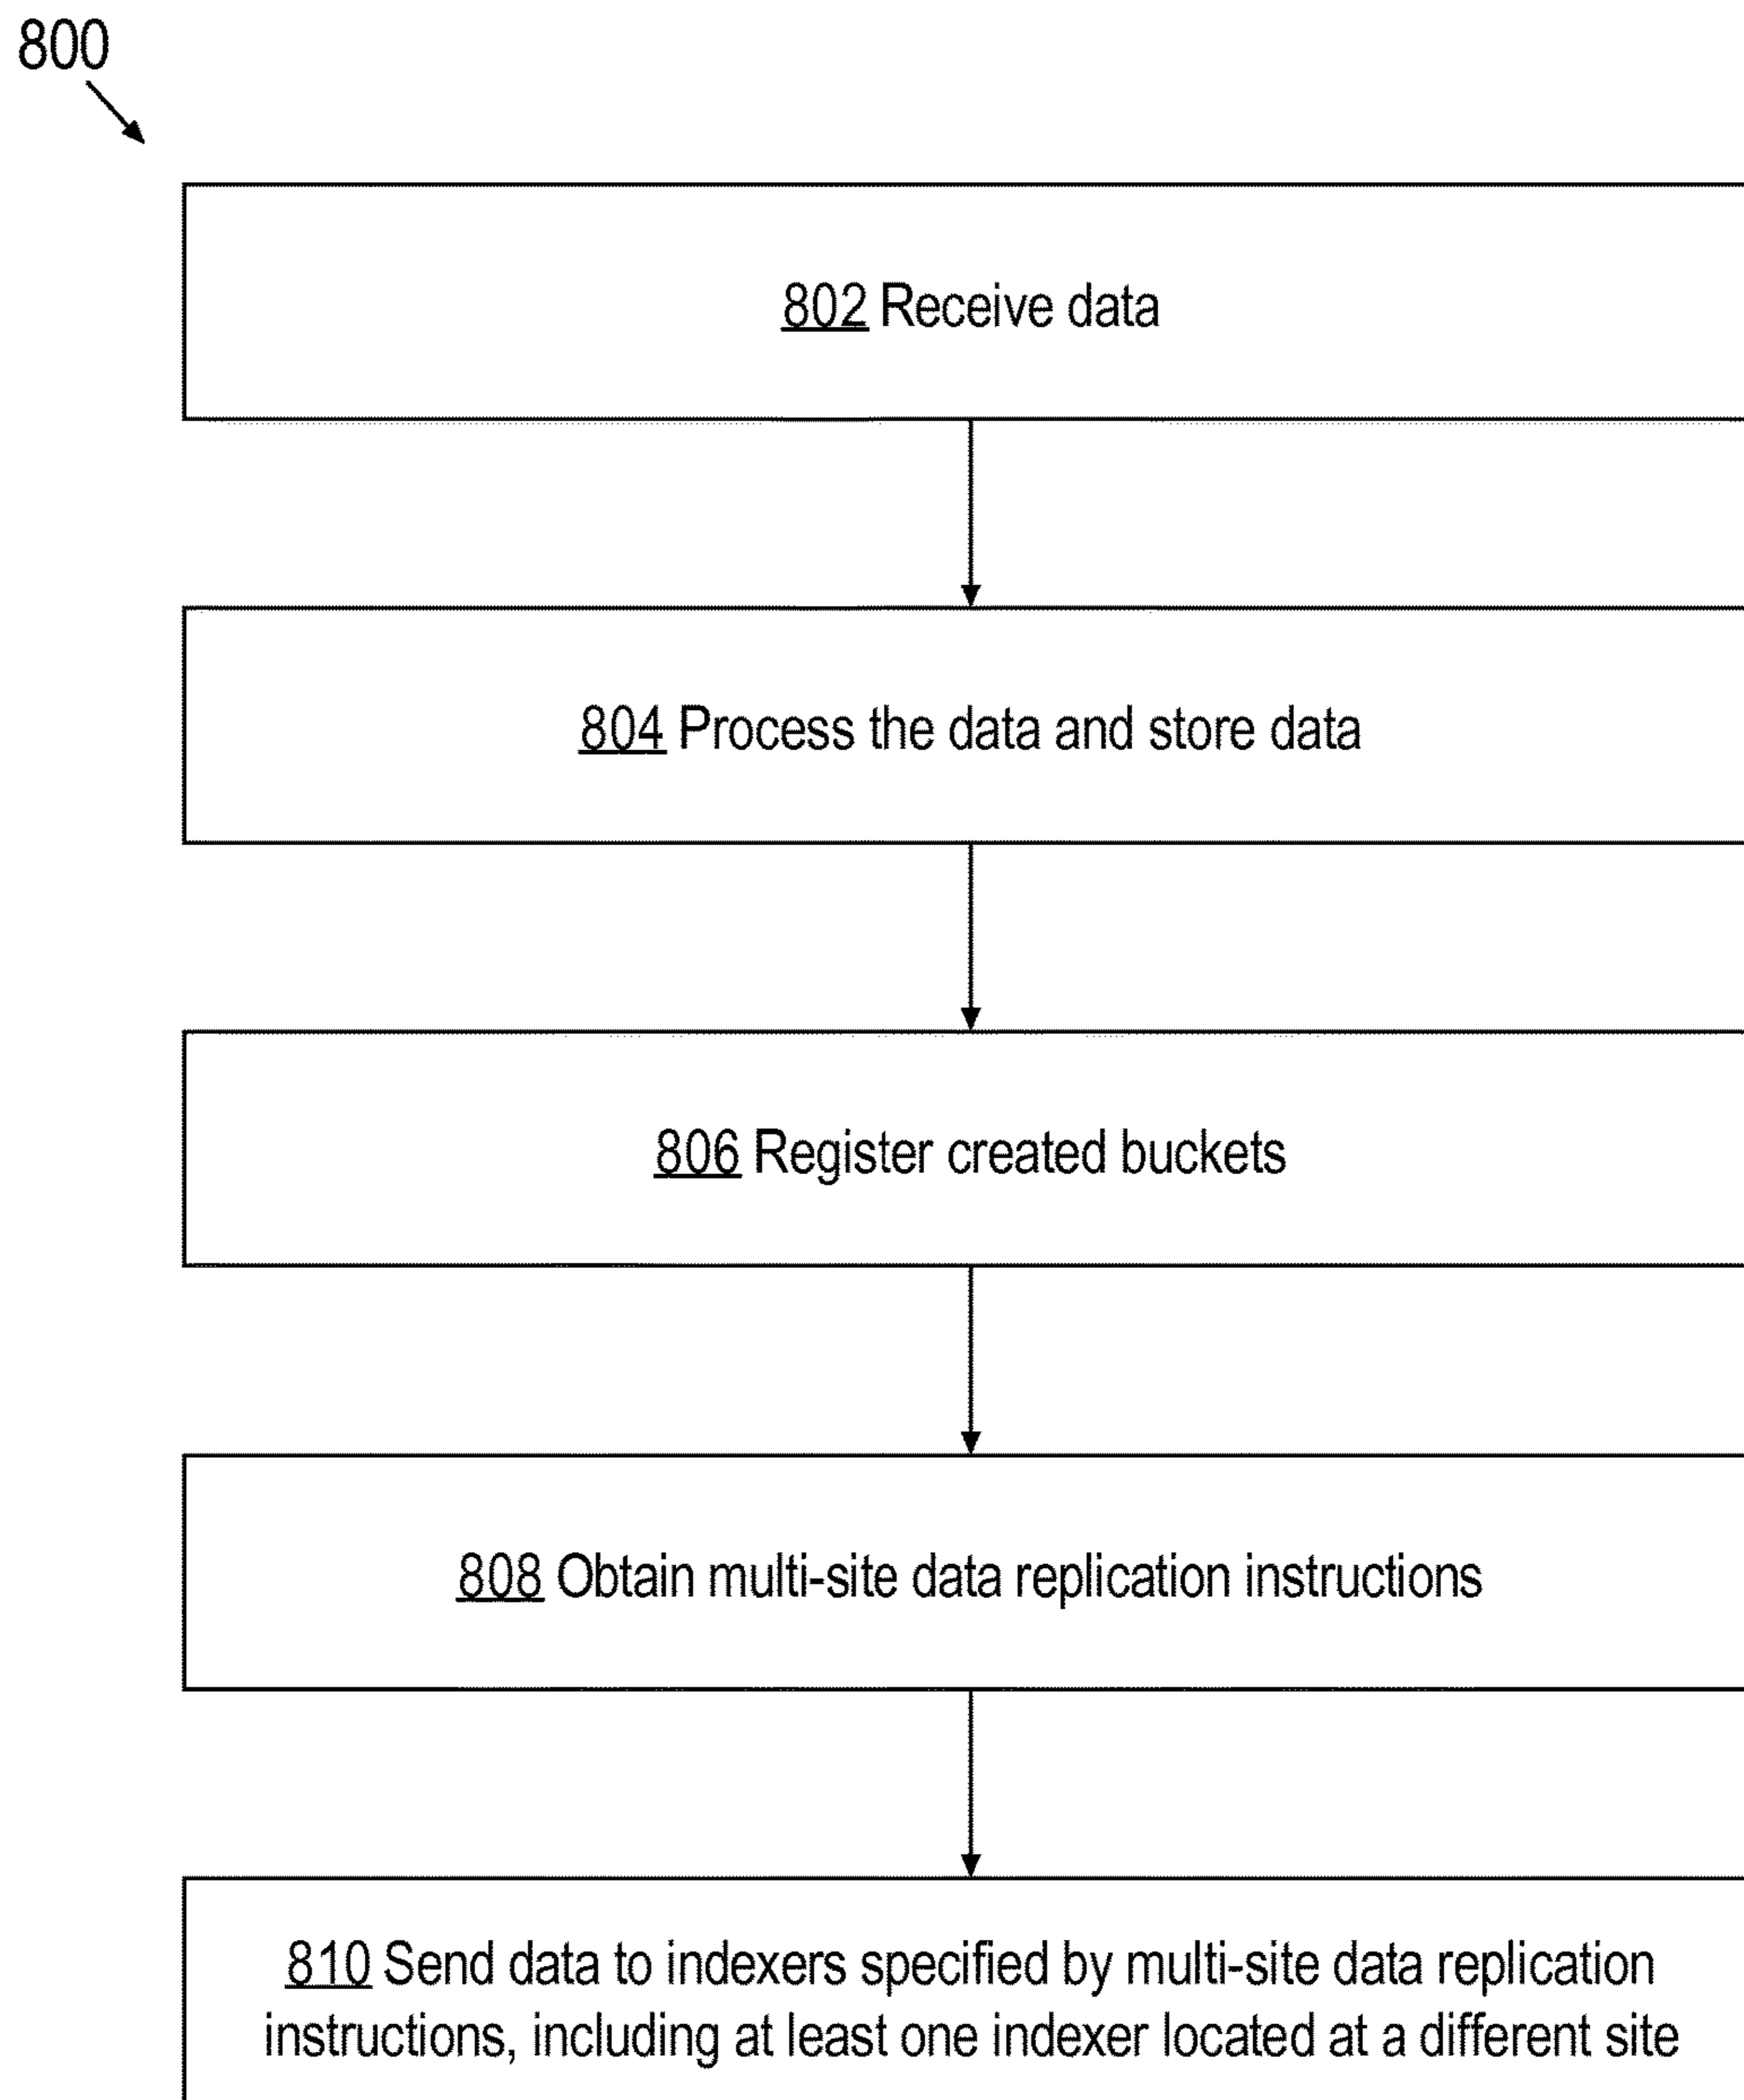 800
802 Receive data
804 Process the data and store data
806 Register created buckets
808 Obtain multi-site data replication instructions
810 Send data to indexers specified by multi-site data replication
instructions, including at least one indexer located at a different site